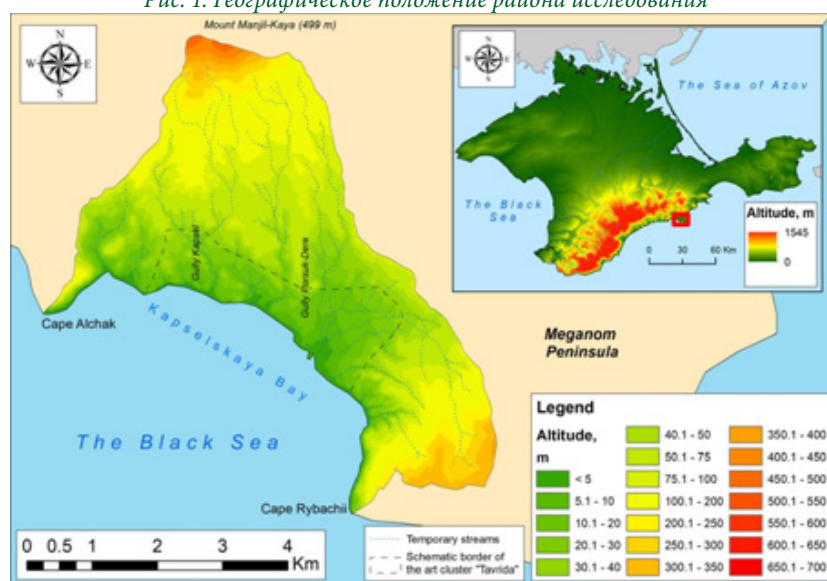 Рис. 1. Географическое положение района исследования
Mount Manjil-Kaya (499 m)
N
W E
S
Gully Kapsel
Gully Porsuk-Dere
Cape Alchak
Kapselskaya Bay
The Black Sea
Cape Rybachii
Meganom
Peninsula
0 0.5 1 2 3 4
Km
Temporary streams
Schematic border of
the art cluster "Tavrida"
N
W E
S
The Sea of Azov
The Black
Sea
Altitude, m
1545
0
0 30 60 Km
Legend
Altitude,
m
< 5
5.1 - 10
10.1 - 20
20.1 - 30
30.1 - 40
40.1 - 50
50.1 - 75
75.1 - 100
100.1 - 200
200.1 - 250
250.1 - 300
300.1 - 350
350.1 - 400
400.1 - 450
450.1 - 500
500.1 - 550
550.1 - 600
600.1 - 650
650.1 - 700